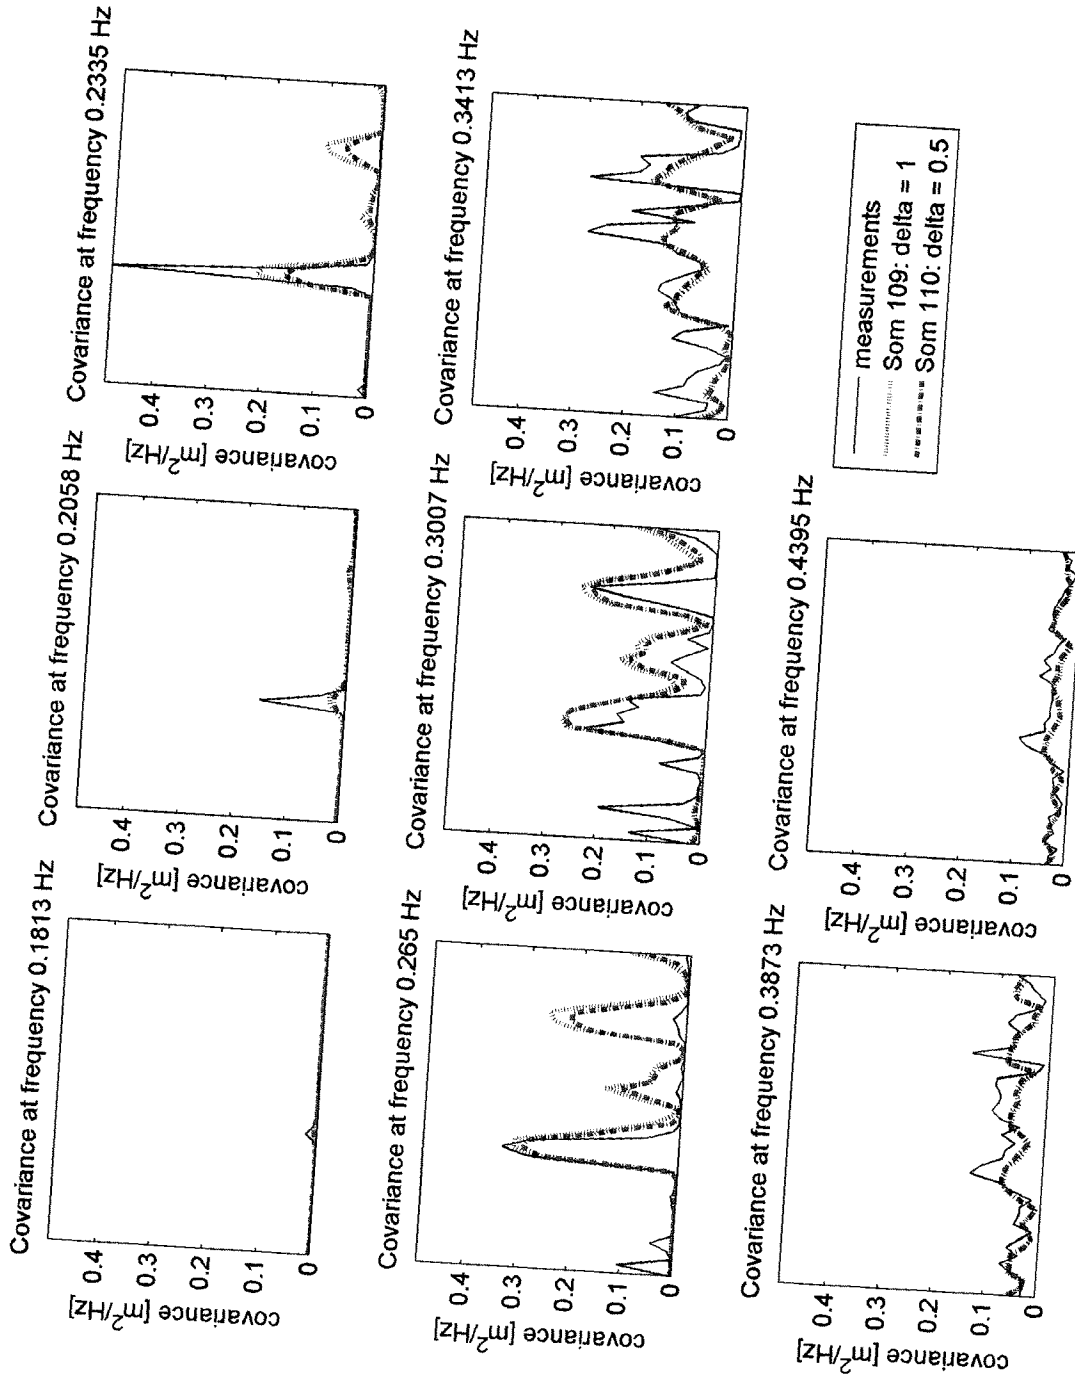 Covariance at frequency 0.1813 Hz
covariance [m²/Hz]
0.4
0.3
0.2
0.1
0
Covariance at frequency 0.2058 Hz
covariance [m²/Hz]
0.4
0.3
0.2
0.1
0
Covariance at frequency 0.2335 Hz
covariance [m²/Hz]
0.4
0.3
0.2
0.1
0
Covariance at frequency 0.265 Hz
covariance [m²/Hz]
0.4
0.3
0.2
0.1
0
Covariance at frequency 0.3007 Hz
covariance [m²/Hz]
0.4
0.3
0.2
0.1
0
Covariance at frequency 0.3413 Hz
covariance [m²/Hz]
0.4
0.3
0.2
0.1
0
Covariance at frequency 0.3873 Hz
covariance [m²/Hz]
0.4
0.3
0.2
0.1
0
Covariance at frequency 0.4395 Hz
covariance [m²/Hz]
0.4
0.3
0.2
0.1
0
measurements
Som 109: delta = 1
Som 110: delta = 0.5